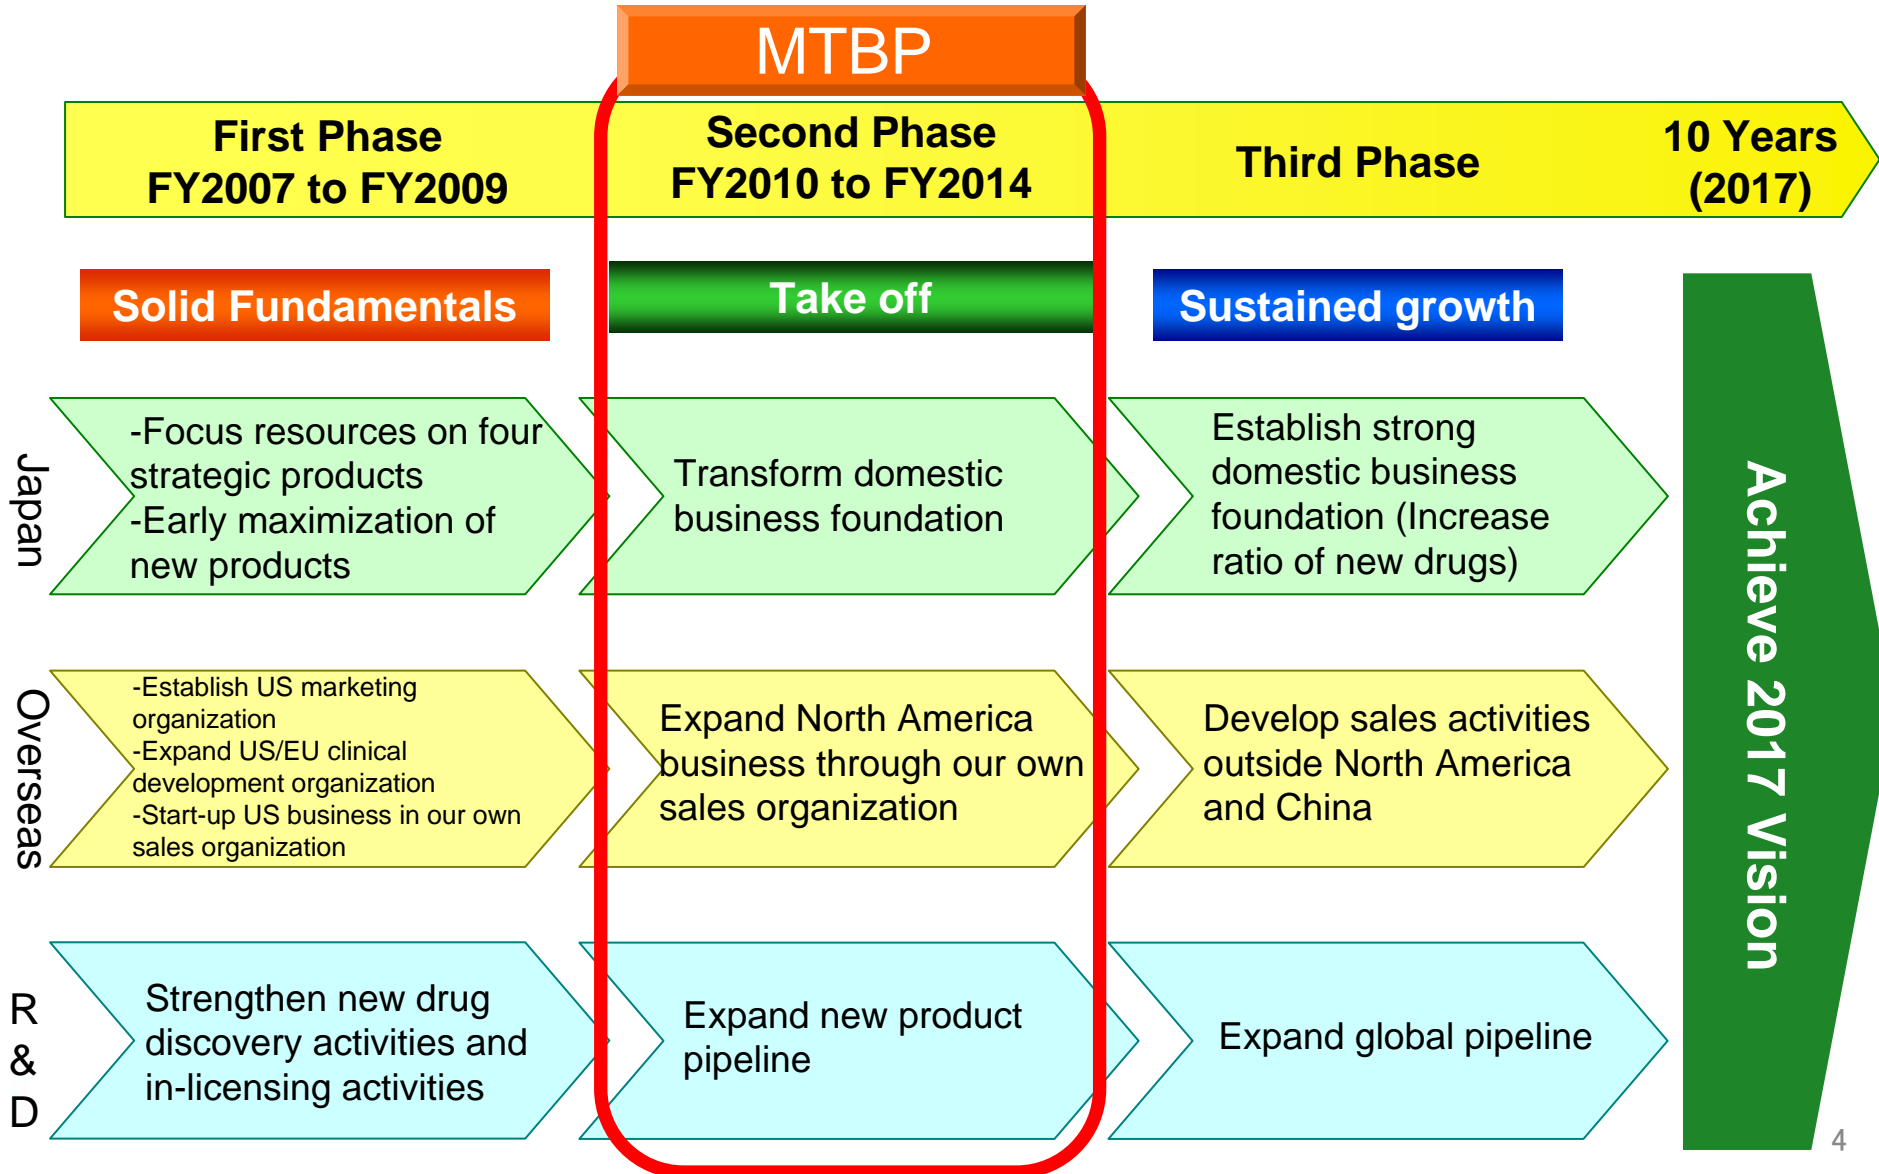 MTBP
First Phase
FY2007 to FY2009
Second Phase
FY2010 to FY2014
Third Phase
10 Years
(2017)
Solid Fundamentals
Take off
Sustained growth
Japan
-Focus resources on four
strategic products
-Early maximization of
new products
Transform domestic
business foundation
Establish strong
domestic business
foundation (Increase
ratio of new drugs)
Overseas
-Establish US marketing
organization
-Expand US/EU clinical
development organization
-Start-up US business in our own
sales organization
Expand North America
business through our own
sales organization
Develop sales activities
outside North America
and China
R
&
D
Strengthen new drug
discovery activities and
in-licensing activities
Expand new product
pipeline
Expand global pipeline
Achieve 2017 Vision
4